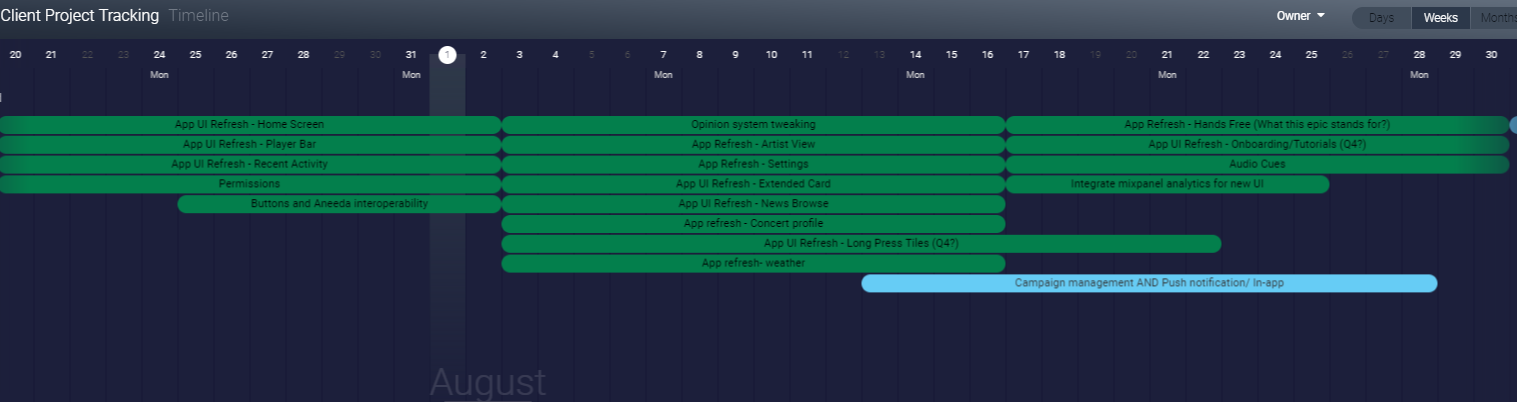 Client Project Tracking Timeline Owner Days Weeks Months
20 21 22 23 24 25 26 27 28 29 30 31 1 2 3 4 5 6 7 8 9 10 11 12 13 14 15 16 17 18 19 20 21 22 23 24 25 26 27 28 29 30
Mon Mon Mon Mon Mon Mon
App UI Refresh - Home Screen Opinion system tweaking App Refresh - Hands Free (What this epic stands for?)
App UI Refresh - Player Bar App Refresh - Artist View App UI Refresh - Onboarding/Tutorials (Q4?)
App UI Refresh - Recent Activity App Refresh - Settings Audio Cues
Permissions App UI Refresh - Extended Card Integrate mixpanel analytics for new UI
Buttons and Aneeda interoperability App UI Refresh - News Browse
App refresh - Concert profile
App UI Refresh - Long Press Tiles (Q4?)
App refresh- weather
Campaign management AND Push notification/ In-app
August